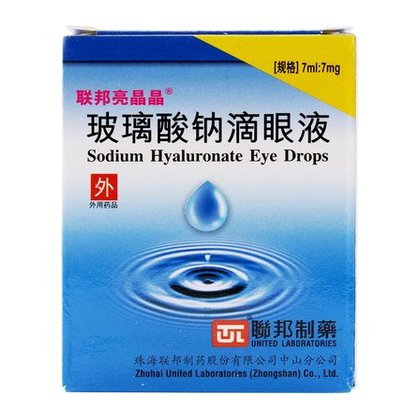 [规格] 7ml:7mg
联邦亮晶晶®
玻璃酸钠滴眼液
Sodium Hyaluronate Eye Drops
外
外用药品
聯邦制藥
UNITED LABORATORIES
珠海联邦制药股份有限公司中山分公司
Zhuhai United Laboratories (Zhongshan) Co., Ltd.